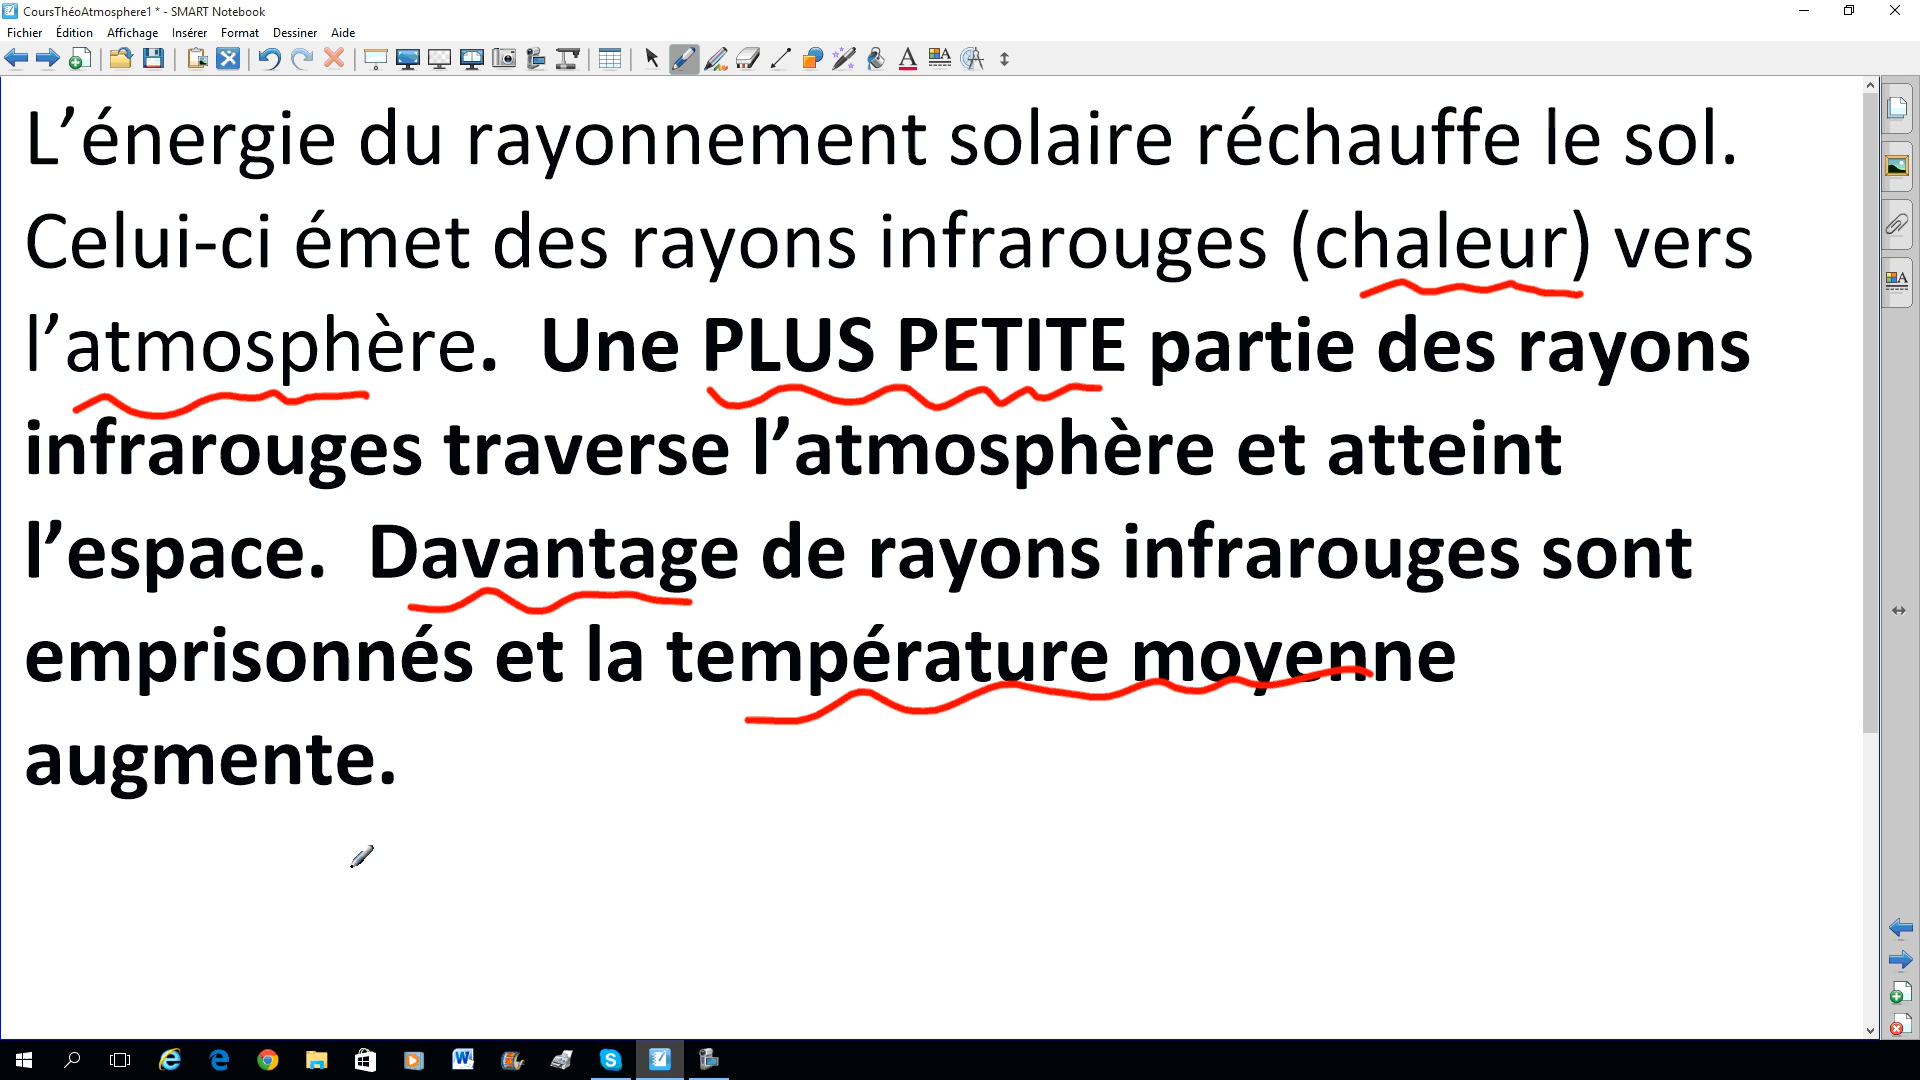 CoursThéoAtmosphere1 * - SMART Notebook
Fichier Édition Affichage Insérer Format Dessiner Aide
L’énergie du rayonnement solaire réchauffe le sol.
Celui-ci émet des rayons infrarouges (chaleur) vers
l’atmosphère.  Une PLUS PETITE partie des rayons
infrarouges traverse l’atmosphère et atteint
l’espace.  Davantage de rayons infrarouges sont
emprisonnés et la température moyenne
augmente.